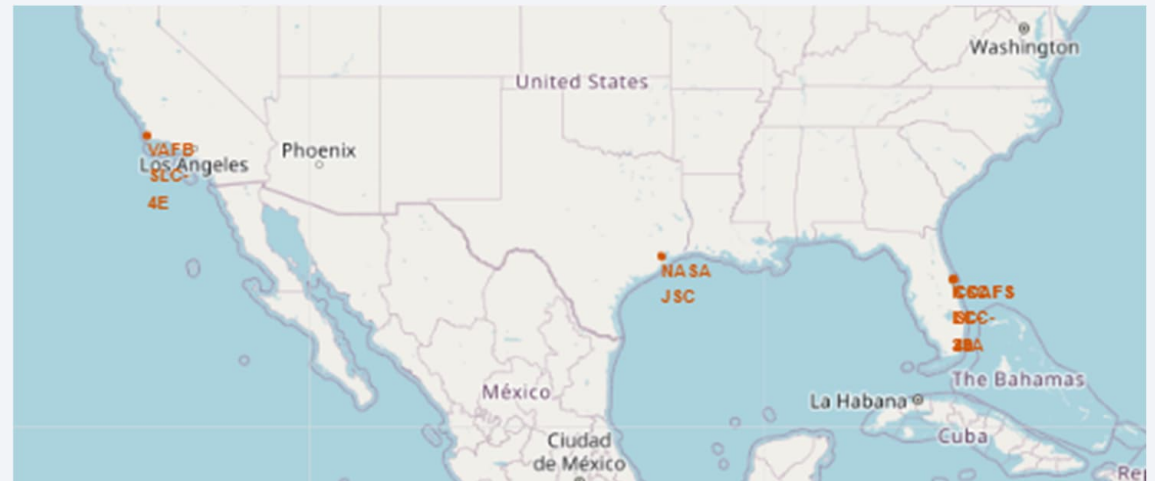 Washington
United States
VAFB
SLC-
4E
Los Angeles
Phoenix
NASA
JSC
México
The Bahamas
La Habana
Cuba
Ciudad
de México